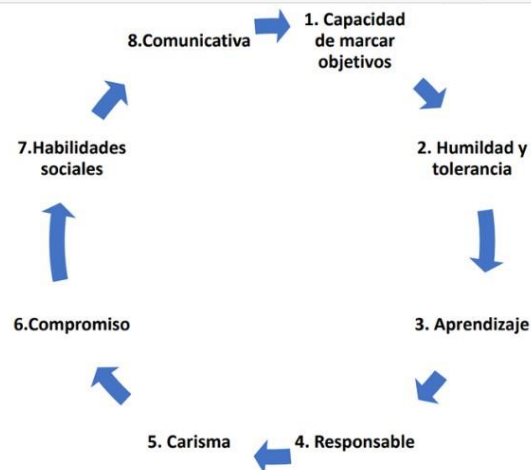 1. Capacidad
de marcar
objetivos
2. Humildad y
tolerancia
3. Aprendizaje
4. Responsable
5. Carisma
6.Compromiso
7.Habilidades
sociales
8.Comunicativa